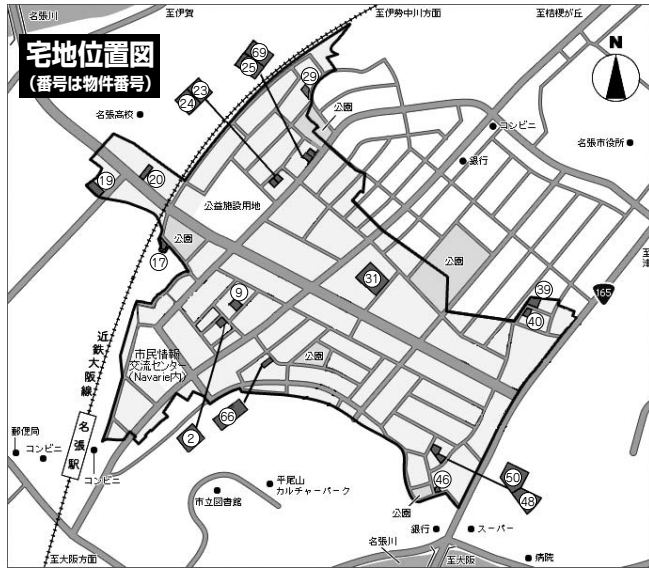 名張川
至伊賀
至伊勢中川方面
至桔梗が丘
宅地位置図
（番号は物件番号）
N
69
25
23
24
29
公園
名張高校
コンビニ
銀行
名張市役所
20
19
公益施設用地
公園
17
公園
31
9
39
40
165
至津
近鉄大阪線
市民情報
交流センター
（Navarie内）
公園
66
2
名張駅
郵便局
コンビニ
コンビニ
平尾山
カルチャーパーク
市立図書館
46
50
48
公園
銀行
スーパー
名張川
病院
至大阪方面
至大阪